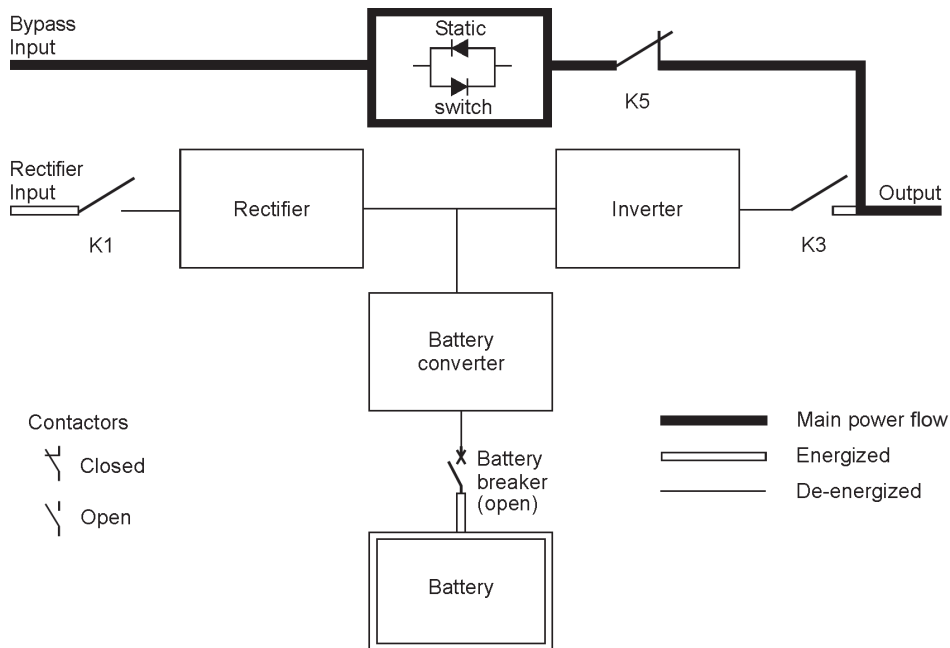 Bypass
Input
Static
switch
K5
Rectifier
Input
K1
Rectifier
Inverter
K3
Output
Battery
converter
Contactors
Closed
Open
Battery
breaker
(open)
Battery
Main power flow
Energized
De-energized